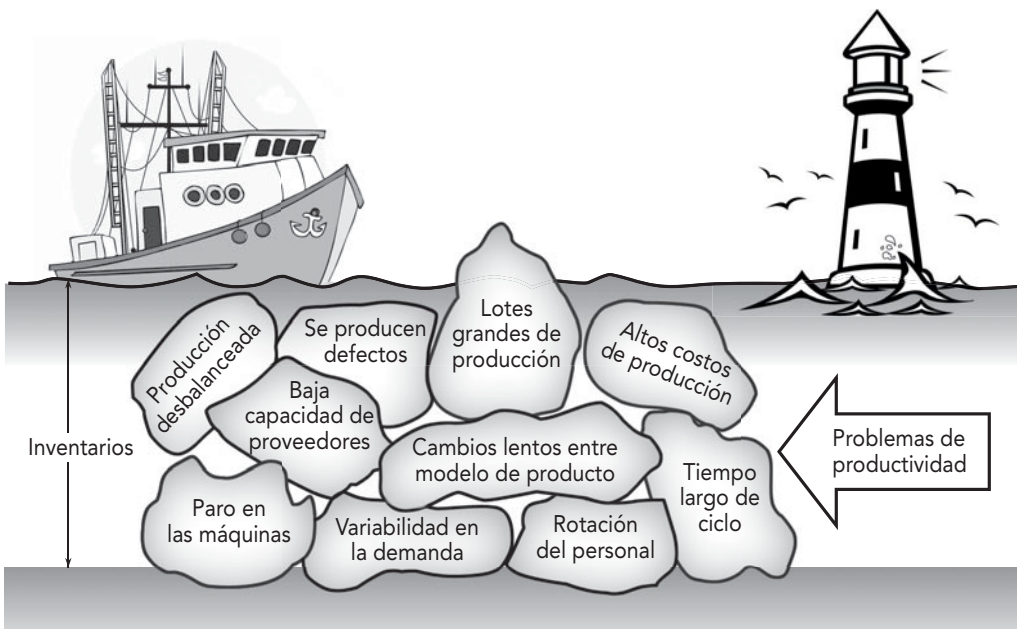 Producción
desbalanceada
Se producen
defectos
Lotes
grandes de
producción
Altos costos
de producción
Baja
capacidad de
proveedores
Inventarios
Cambios lentos entre
modelo de producto
Problemas de
productividad
Tiempo
largo de
ciclo
Paro en
las máquinas
Variabilidad en
la demanda
Rotación
del personal